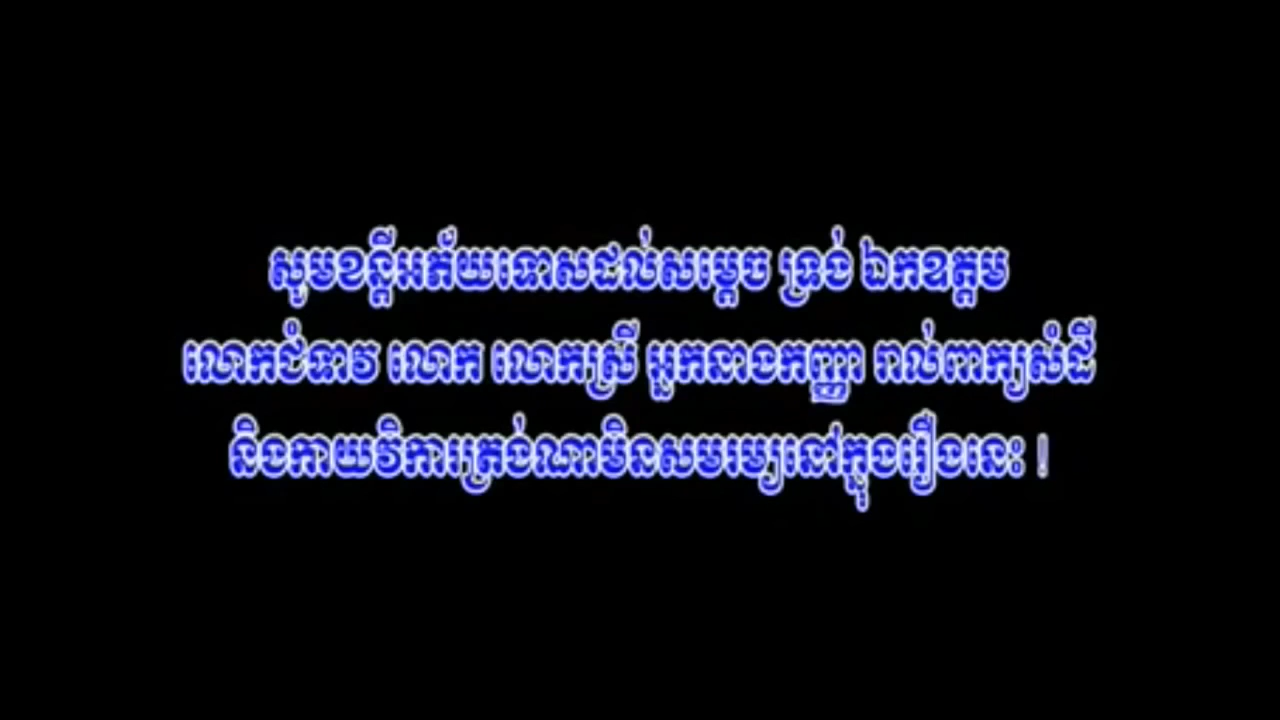 សូមខន្តីអភ័យទោសដល់សម្តេច ទ្រង់ ឯកឧត្តម
លោកជំទាវ លោក លោកស្រី អ្នកនាងកញ្ញា រាល់ពាក្យសំដី
និងកាយវិការត្រង់ណាមិនសមរម្យនៅក្នុងរឿងនេះ !